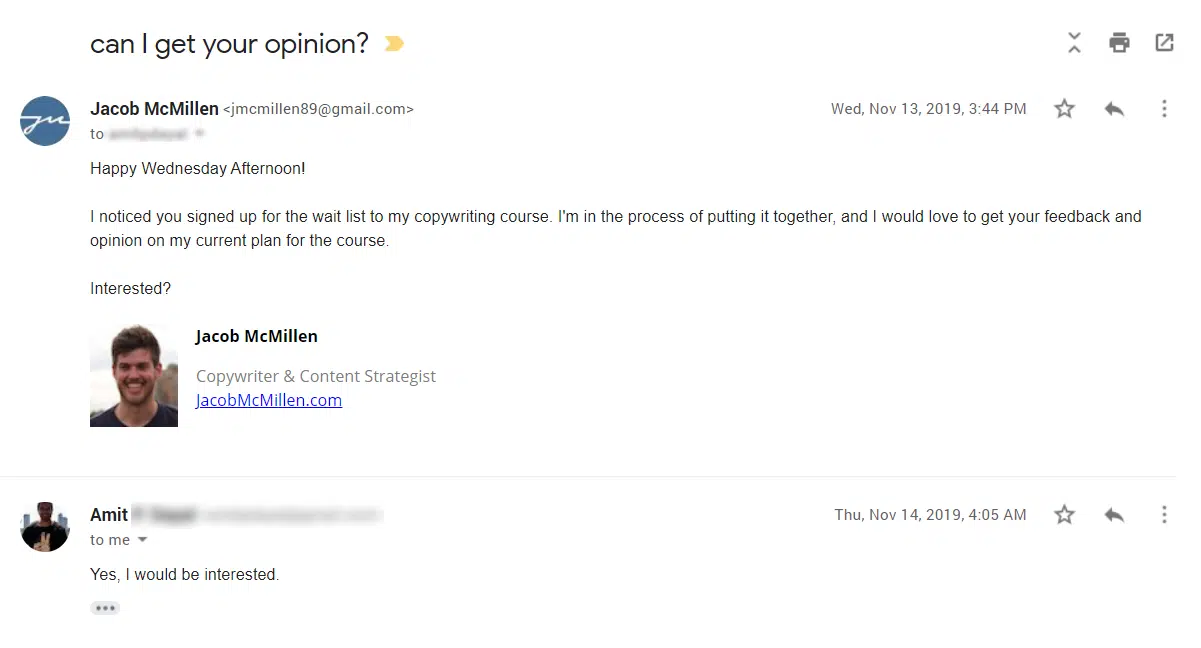 can I get your opinion?
Jacob McMillen <jmcmillen89@gmail.com>
Wed, Nov 13, 2019, 3:44 PM
to
Happy Wednesday Afternoon!
I noticed you signed up for the wait list to my copywriting course. I'm in the process of putting it together, and I would love to get your feedback and
opinion on my current plan for the course.
Interested?
Jacob McMillen
Copywriter & Content Strategist
JacobMcMillen.com
Amit
Thu, Nov 14, 2019, 4:05 AM
to me
Yes, I would be interested.